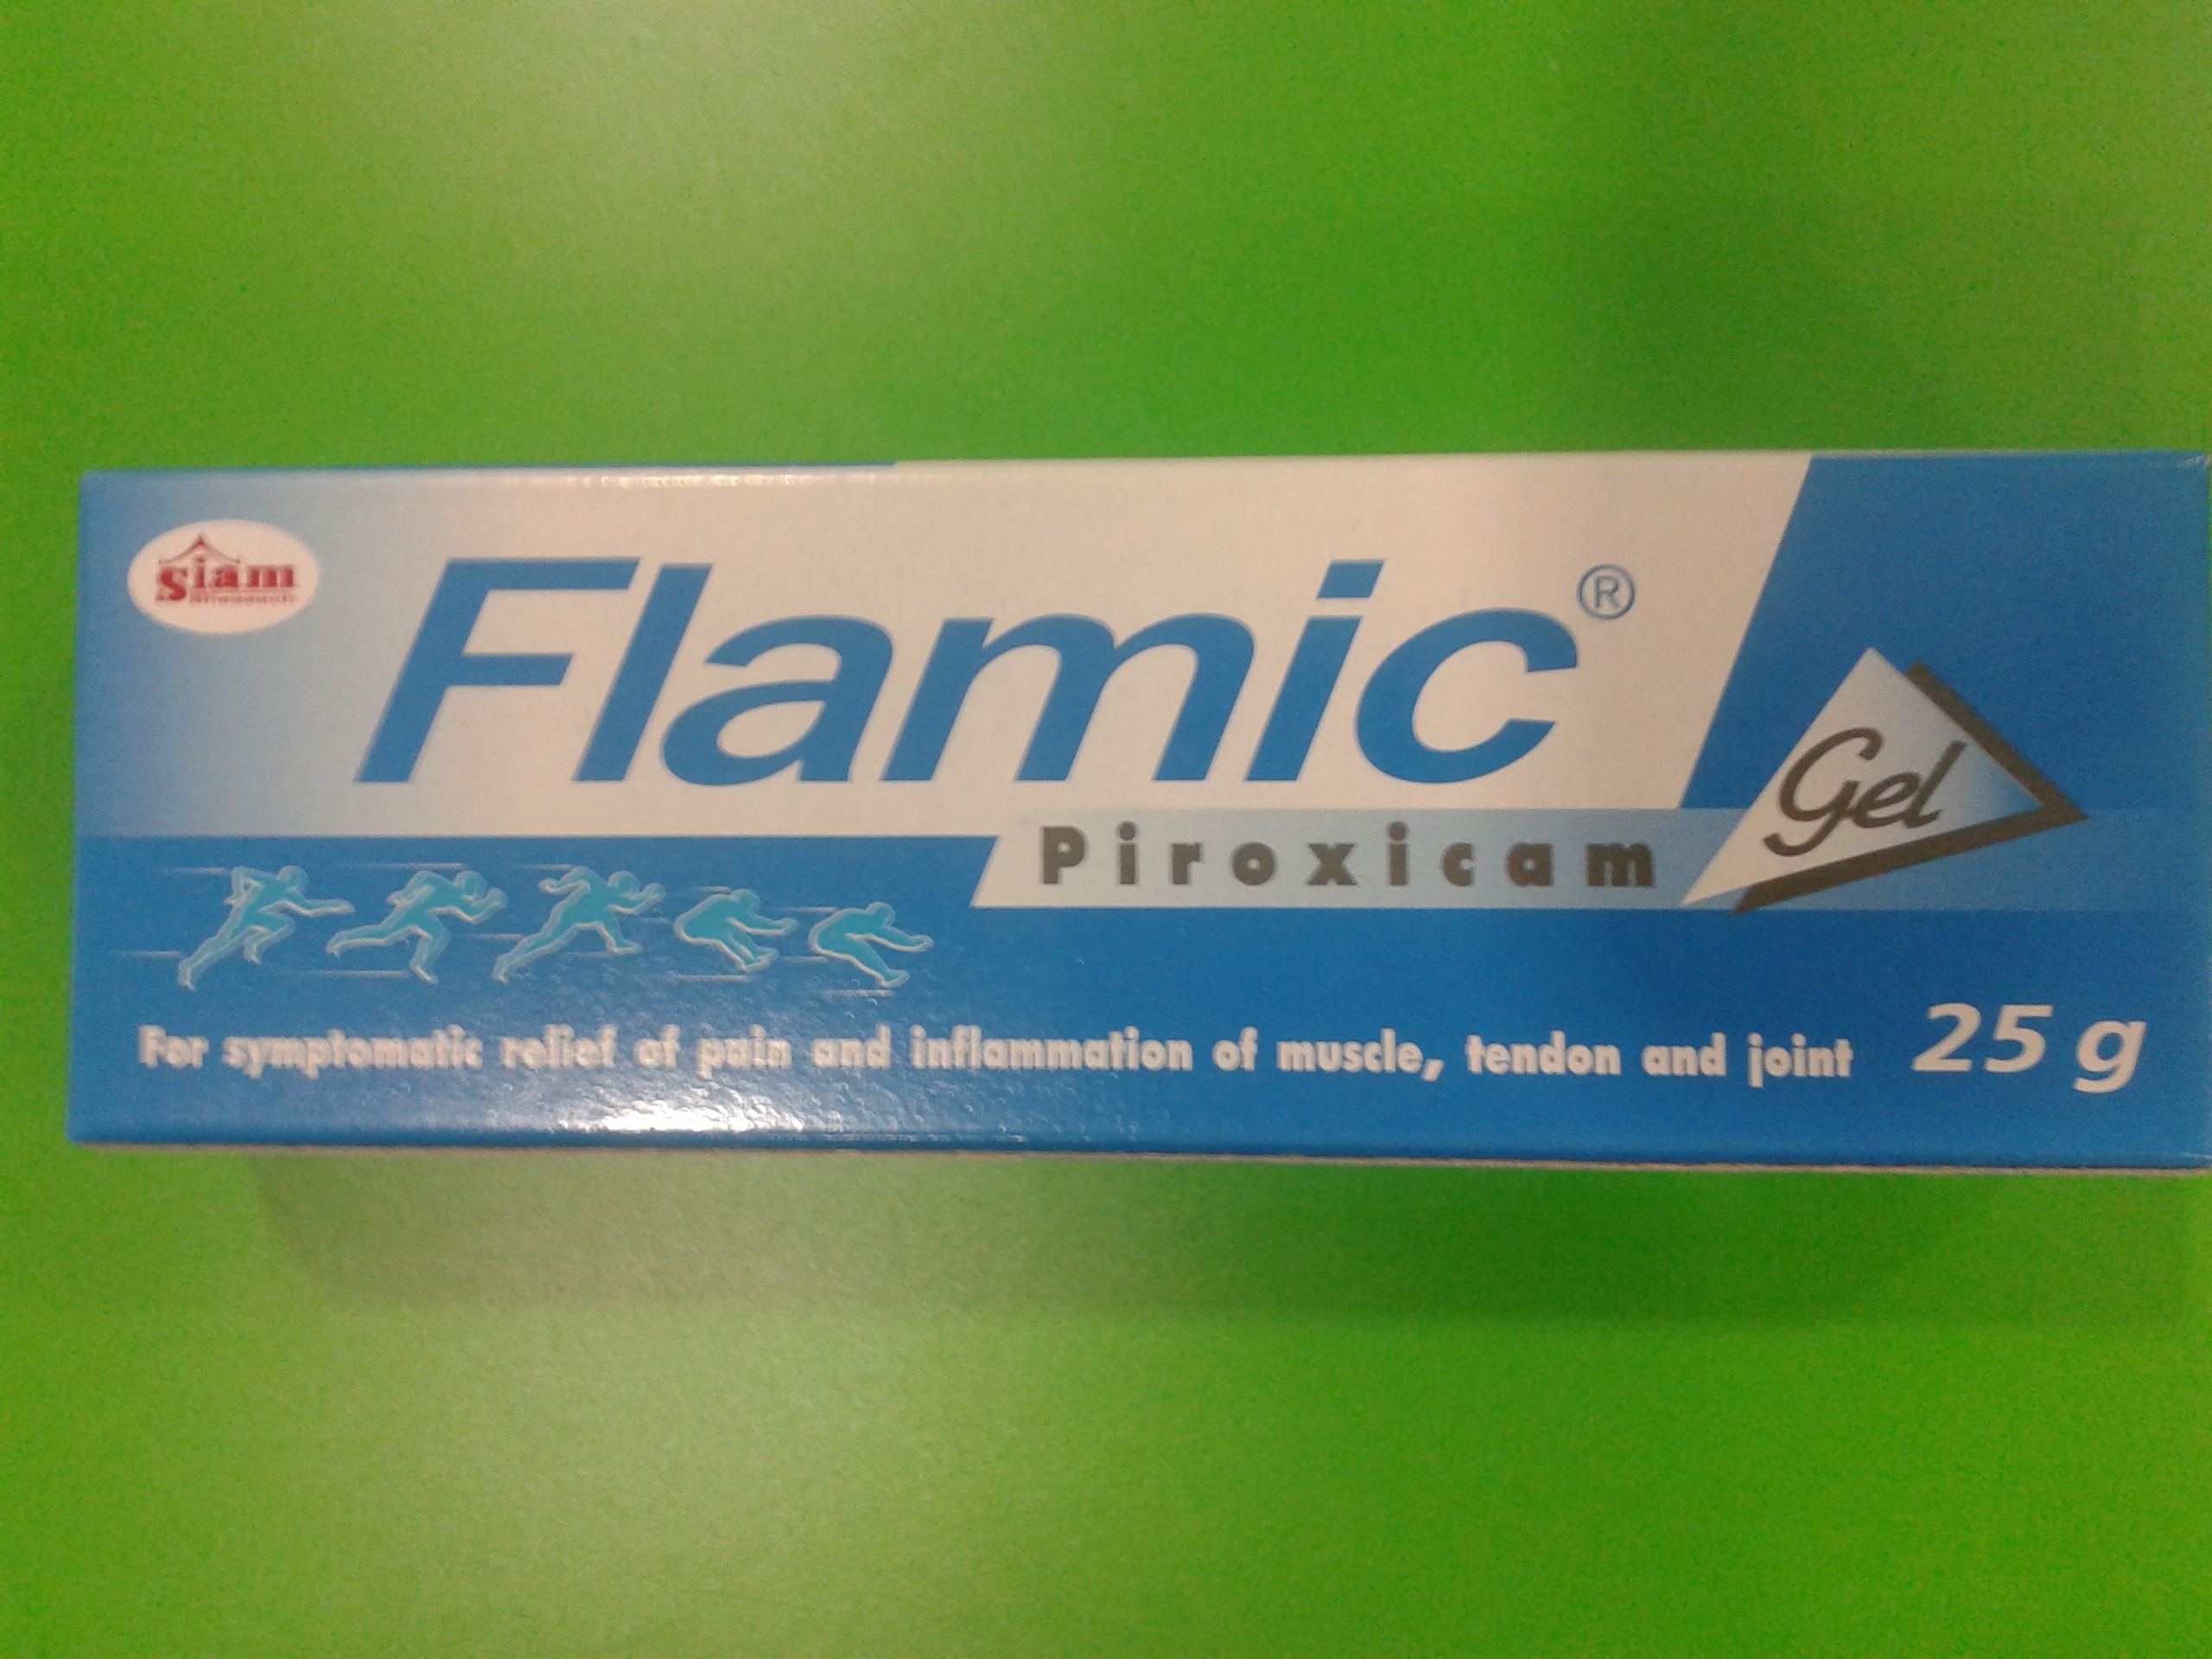 Siam
Flamic®
Piroxicam
Gel
For symptomatic relief of pain and inflammation of muscle, tendon and joint
25 g